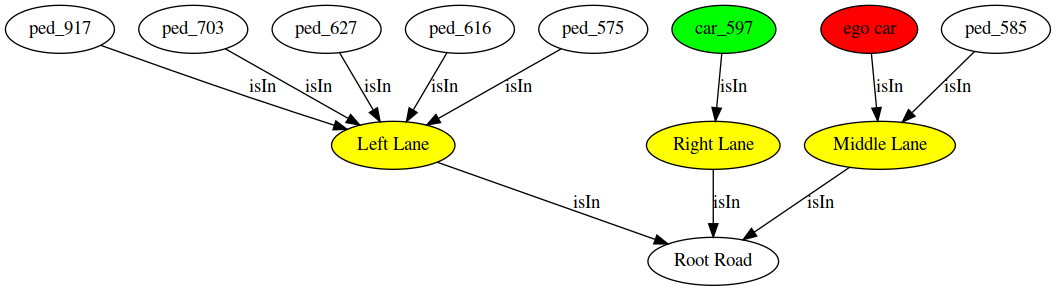 ped_917
ped_703
ped_627
ped_616
ped_575
car_597
ego car
ped_585
isIn
isIn
isIn
isIn
isIn
isIn
isIn
isIn
Left Lane
Right Lane
Middle Lane
isIn
isIn
isIn
Root Road